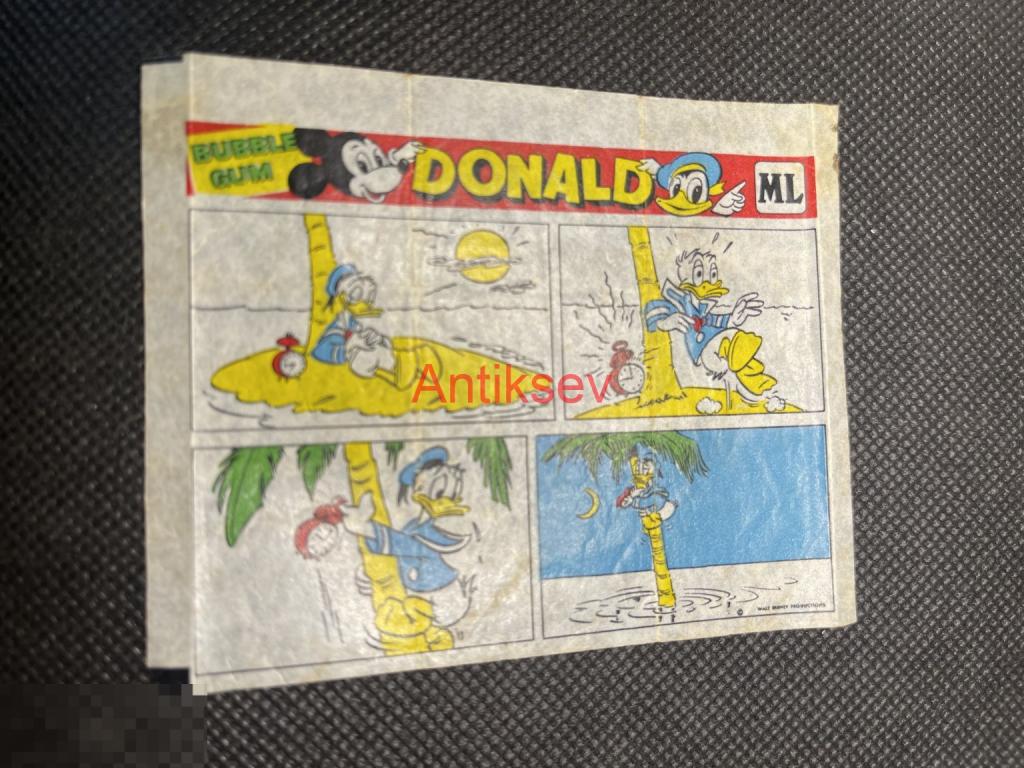 BUBBLE
GUM
DONALD
ML
Antiksev
© WALT DISNEY PRODUCTIONS